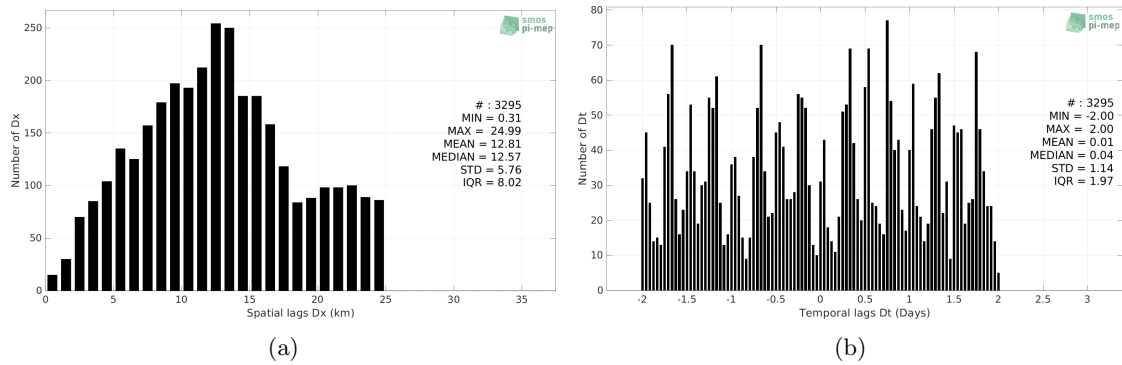 250
200
150
100
50
0
Number of Dx
0 5 10 15 20 25 30 35
Spatial lags Dx (km)
smos
pi-mep
# : 3295
MIN = 0.31
MAX = 24.99
MEAN = 12.81
MEDIAN = 12.57
STD = 5.76
IQR = 8.02
(a)
80
70
60
50
40
30
20
10
0
Number of Dt
-2 -1.5 -1 -0.5 0 0.5 1 1.5 2 2.5 3
Temporal lags Dt (Days)
smos
pi-mep
# : 3295
MIN = -2.00
MAX = 2.00
MEAN = 0.01
MEDIAN = 0.04
STD = 1.14
IQR = 1.97
(b)